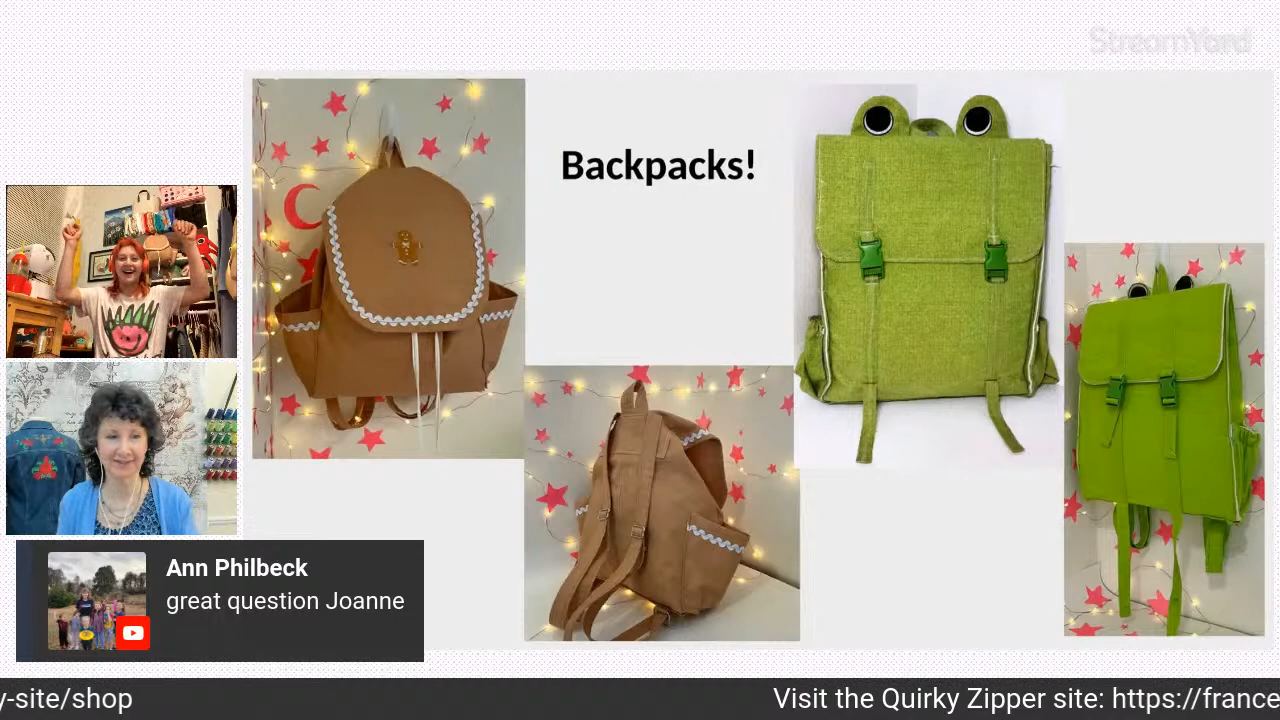 StreamYard
Backpacks!
Ann Philbeck
great question Joanne
y-site/shop
Visit the Quirky Zipper site: https://france